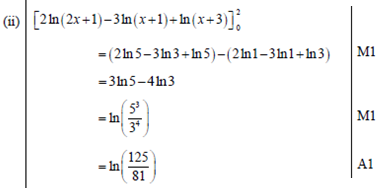 (ii) [2ln(2x+1)−3ln(x+1)+ln(x+3)]₀²
=(2ln5−3ln3+ln5)−(2ln1−3ln1+ln3) M1
=3ln5−4ln3
=ln(5³/3⁴) M1
=ln(125/81) A1